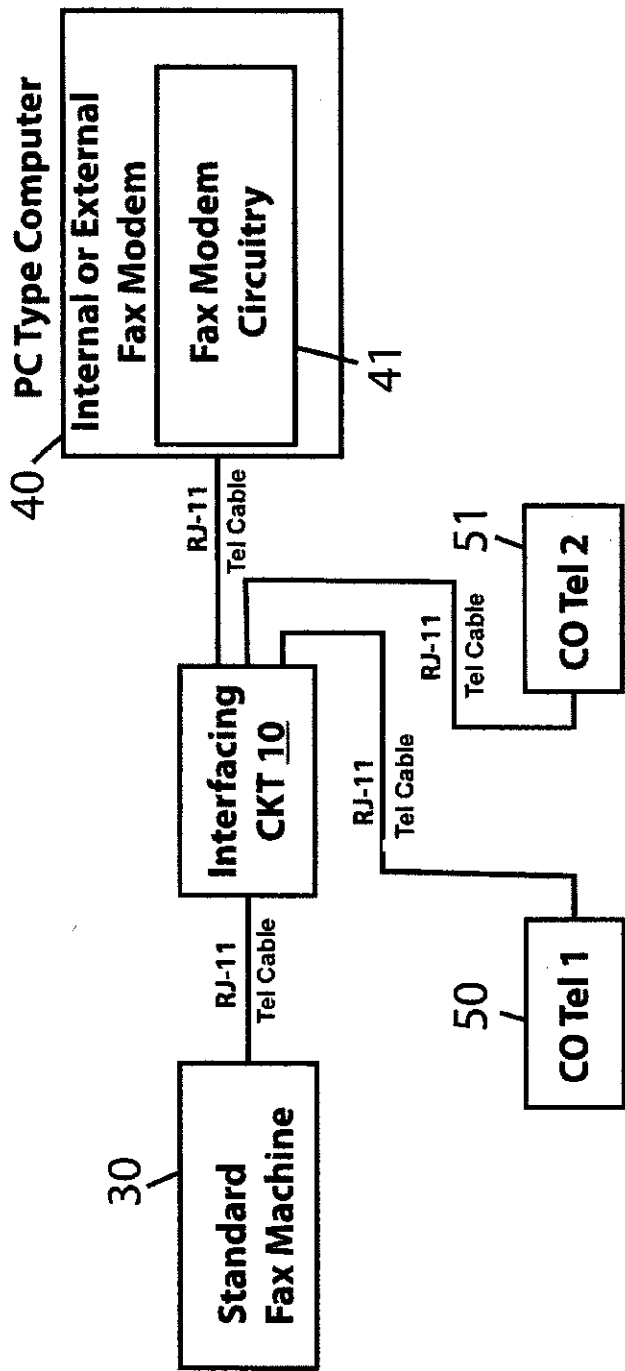 30
Standard
Fax Machine
RJ-11
Tel Cable
Interfacing
CKT 10
RJ-11
Tel Cable
40
PC Type Computer
Internal or External
Fax Modem
Fax Modem
Circuitry
41
RJ-11
Tel Cable
50
CO Tel 1
RJ-11
Tel Cable
51
CO Tel 2